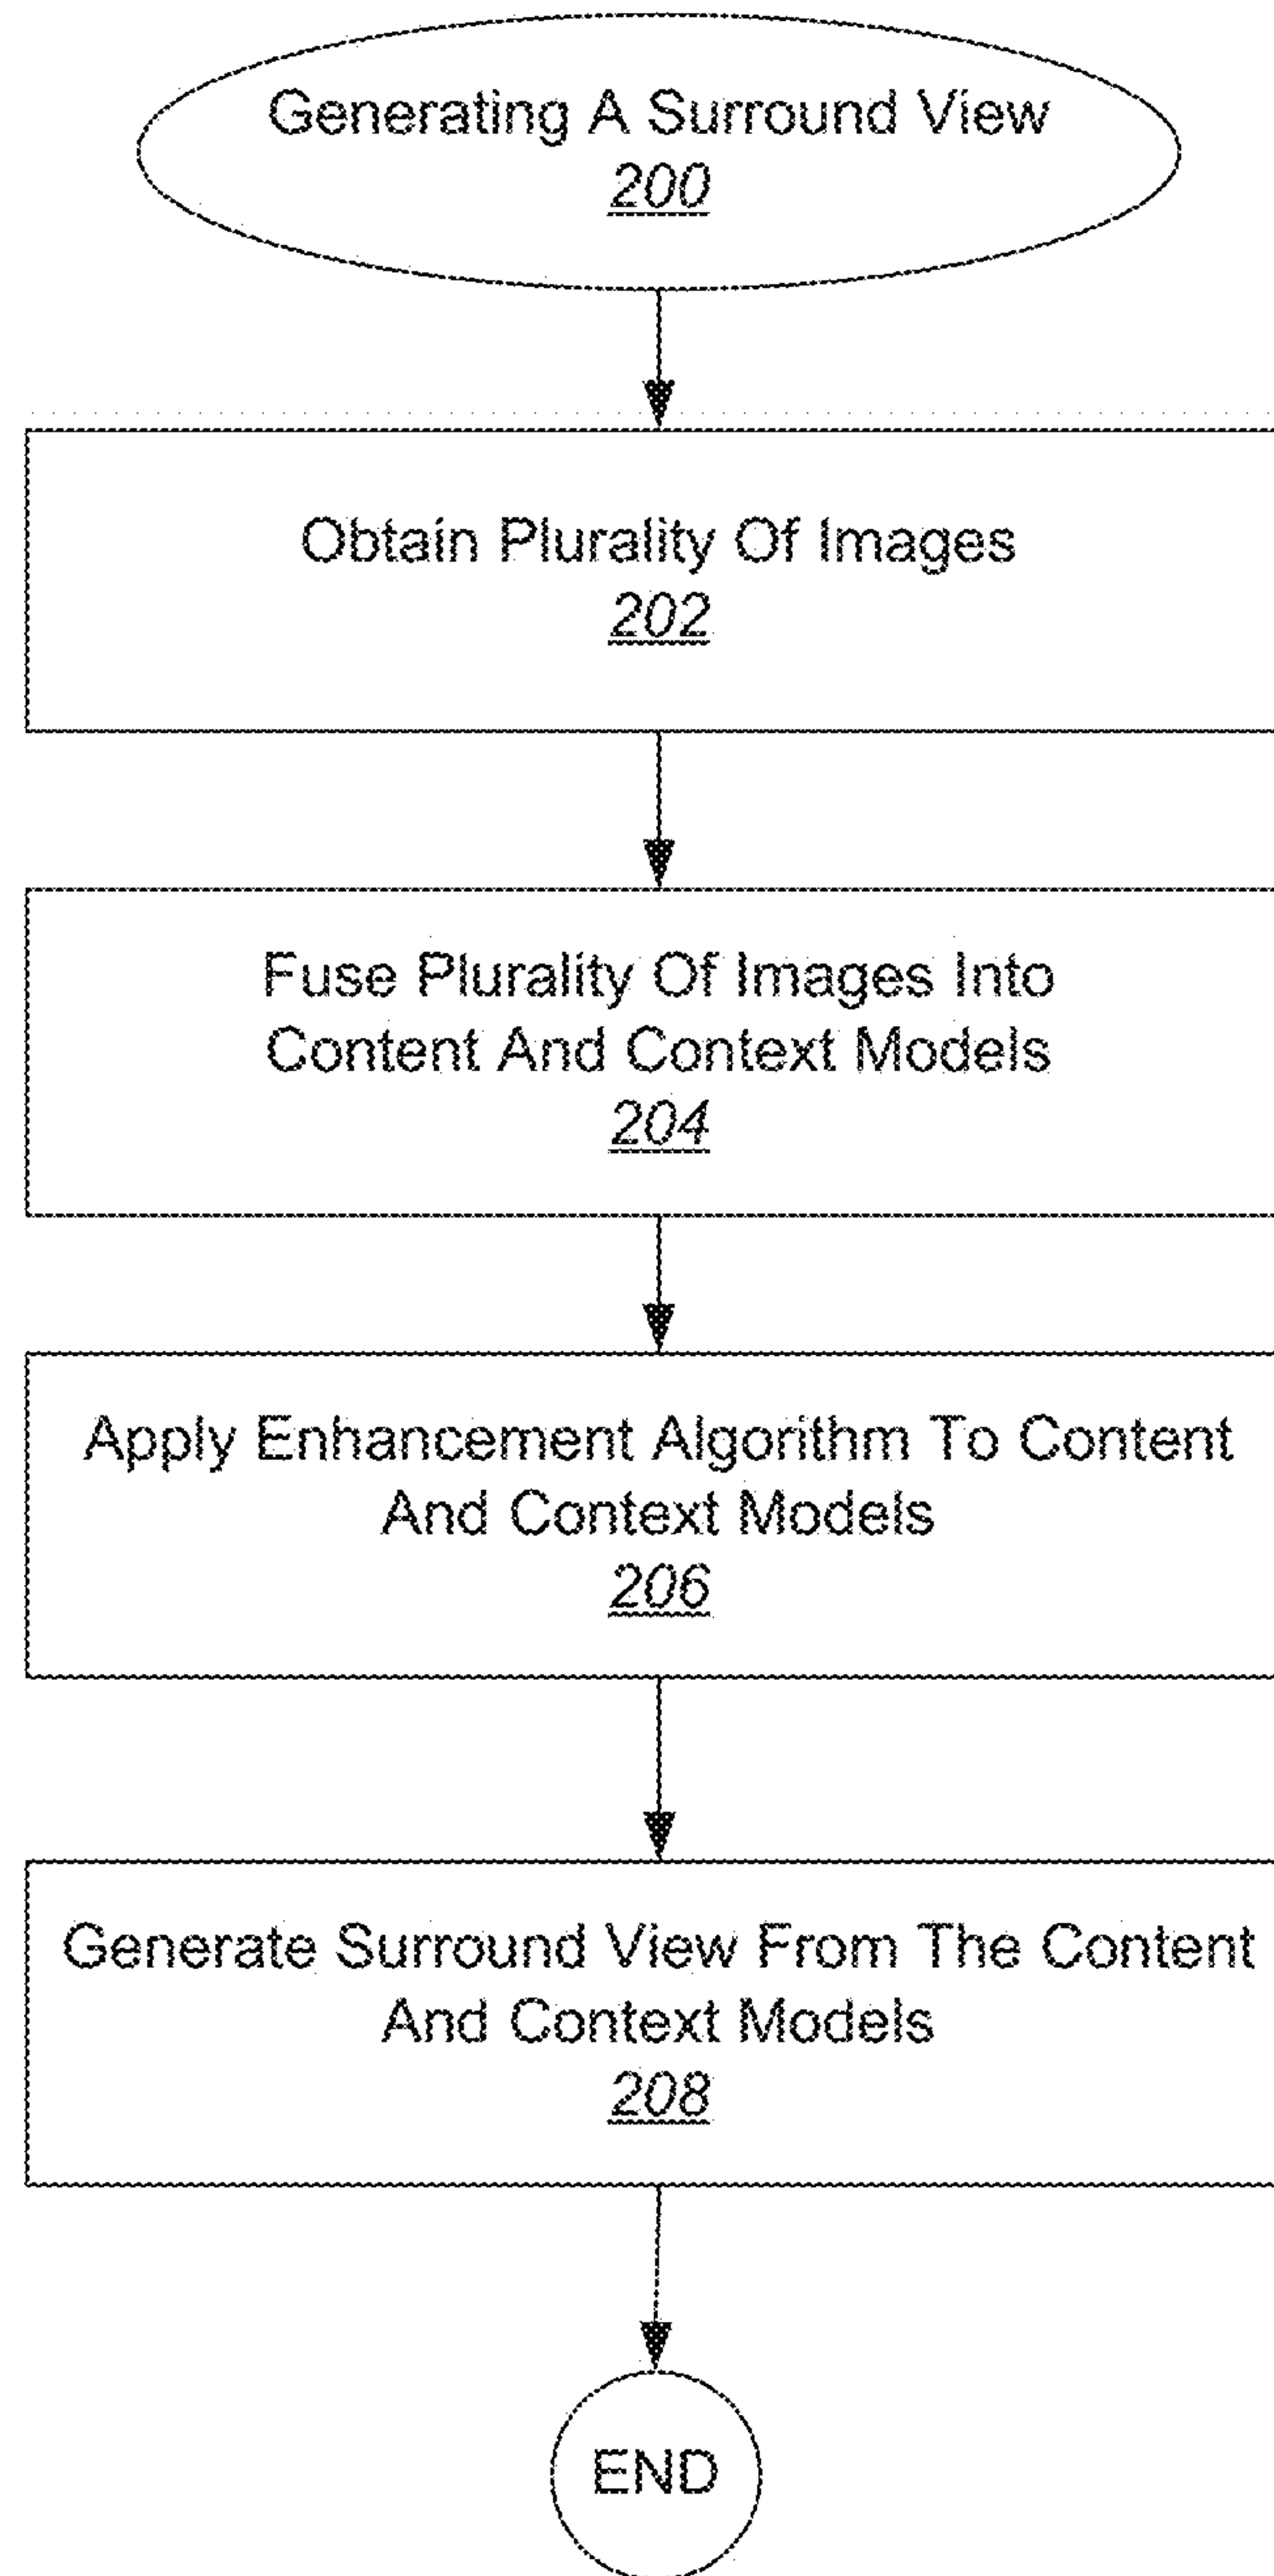 Generating A Surround View
200
Obtain Plurality Of Images
202
Fuse Plurality Of Images Into
Content And Context Models
204
Apply Enhancement Algorithm To Content
And Context Models
206
Generate Surround View From The Content
And Context Models
208
END